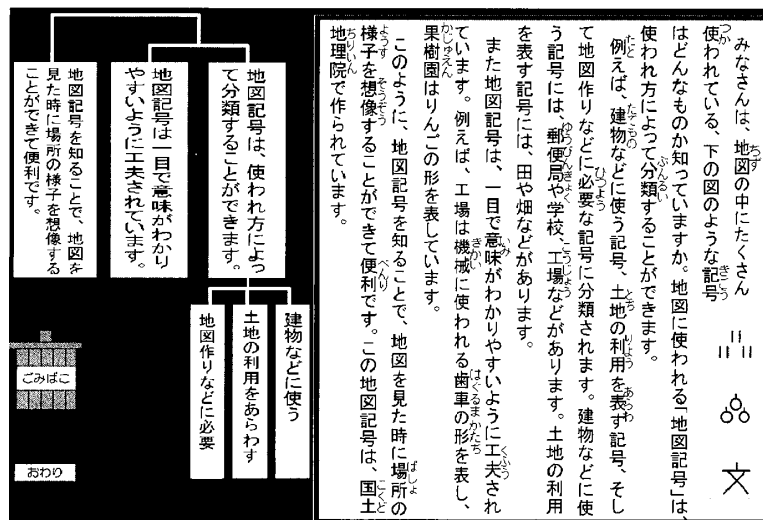 みなさんは、地図の中にたくさん
使われている、下の図のような記号
はどんなものか知っていますか。地図に使われる「地図記号」は、
使われ方によって分類することができます。
例えば、建物などに使う記号、土地の利用を表す記号、そし
て地図作りなどに必要な記号に分類されます。建物などに使
う記号には、郵便局や学校、工場などがあります。土地の利用
を表す記号には、田や畑などがあります。
また地図記号は、一目で意味がわかりやすいように工夫され
ています。例えば、工場は機械に使われる歯車の形を表し、
果樹園はりんごの形を表しています。
このように、地図記号を知ることで、地図を見た時に場所の
様子を想像することができて便利です。この地図記号は、国土
地理院で作られています。
地図記号は、使われ方によっ
て分類することができます。
建物などに使う
土地の利用をあらわす
地図作りなどに必要
地図記号は一目で意味がわかり
やすいように工夫されています。
地図記号を知ることで、地図を
見た時に場所の様子を想像する
ことができて便利です。
ごみばこ
おわり